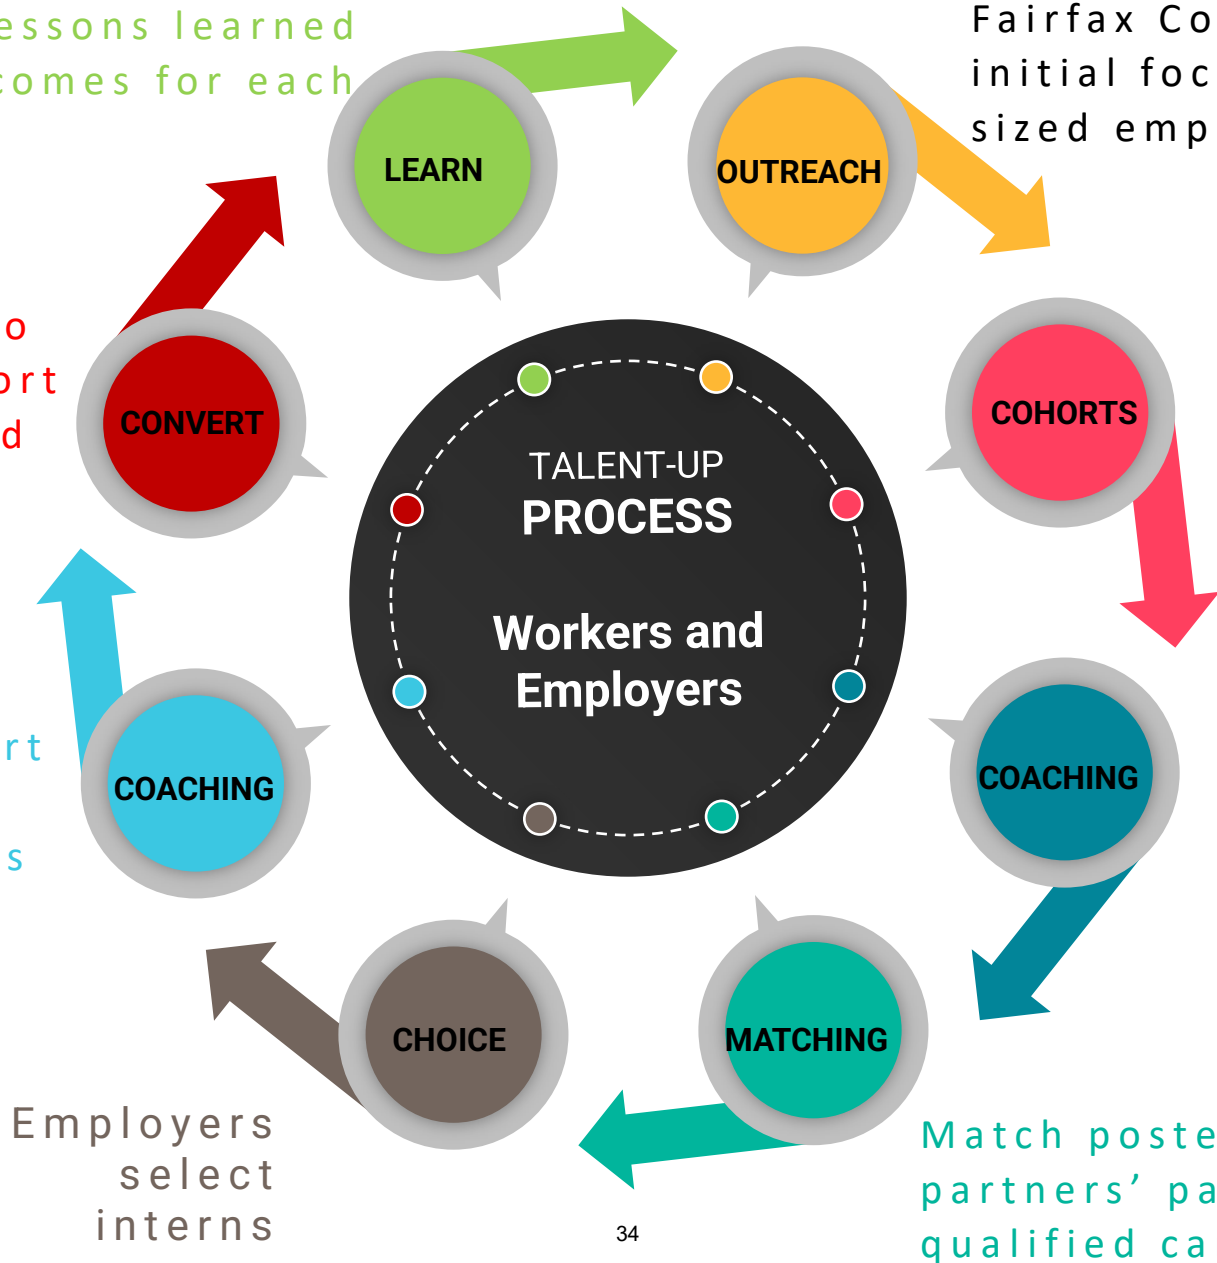 essons learned
comes for each
Fairfax Co
initial foc
sized emp
LEARN
OUTREACH
o
ort
d
CONVERT
COHORTS
TALENT-UP
PROCESS
Workers and
Employers
rt
s
COACHING
COACHING
CHOICE
MATCHING
Employers
select
interns
Match poste
partners’ pa
qualified ca
34